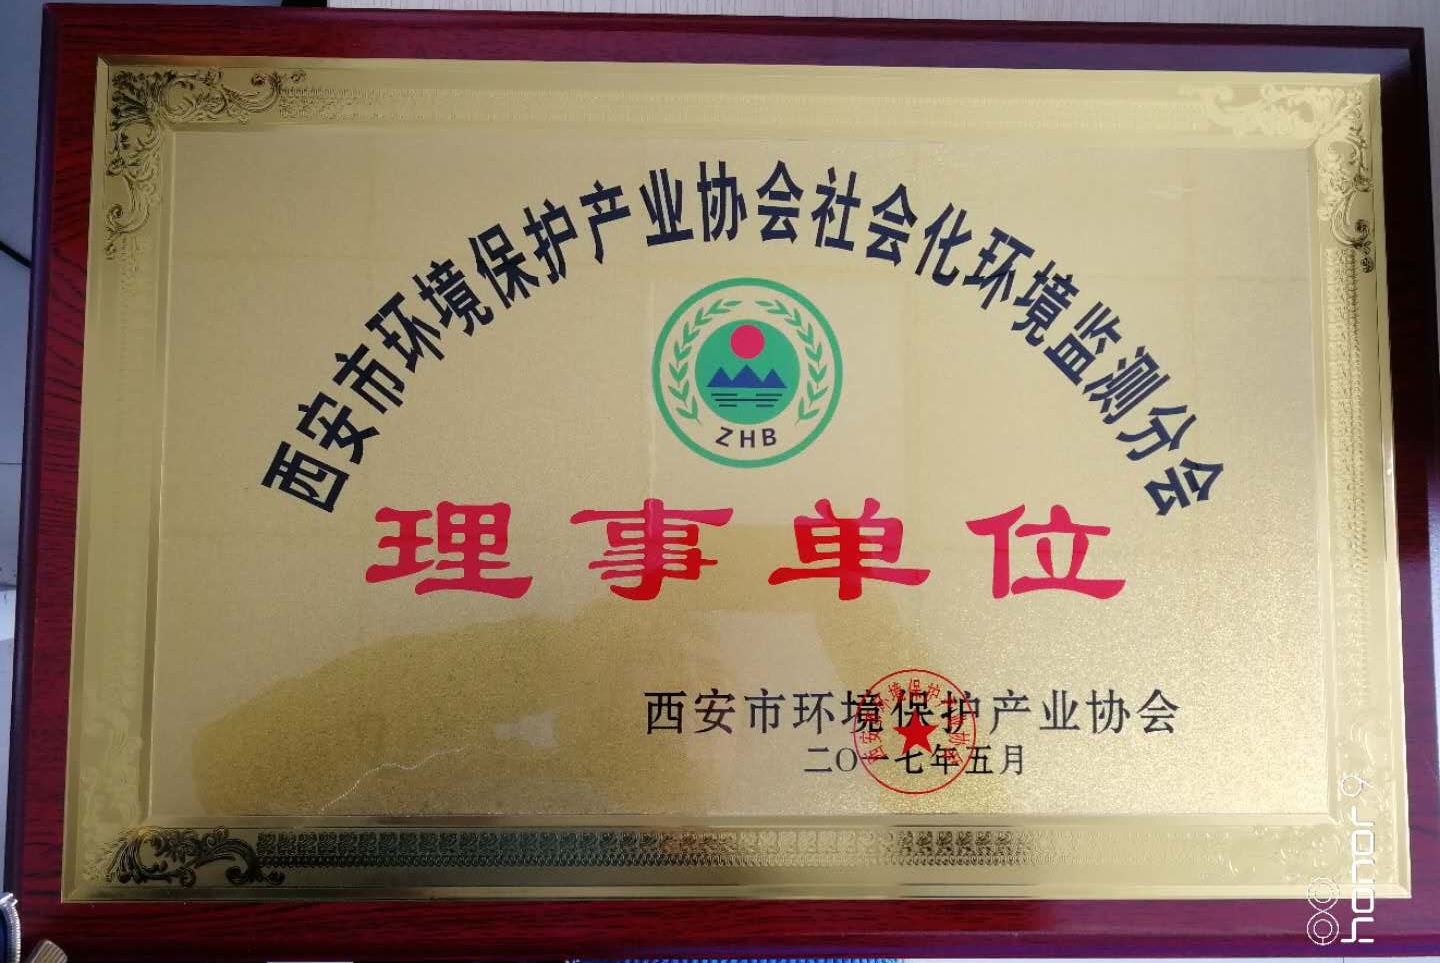 西安市环境保护产业协会社会化环境监测分会
ZHB
理事单位
西安市环境保护产业协会
二〇一七年五月
honor 9